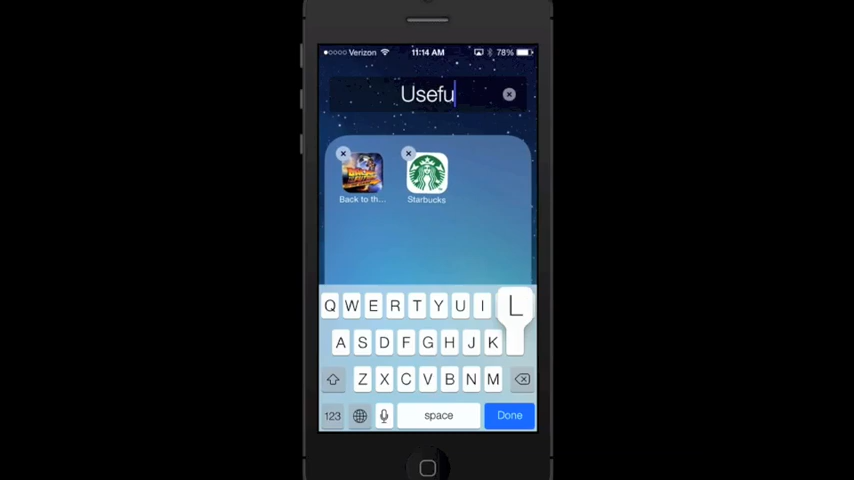 ●○○○○ Verizon 11:14 AM 78%
Usefu
Back to th... Starbucks
Q W E R T Y U I L
A S D F G H J K
Z X C V B N M
123 space Done